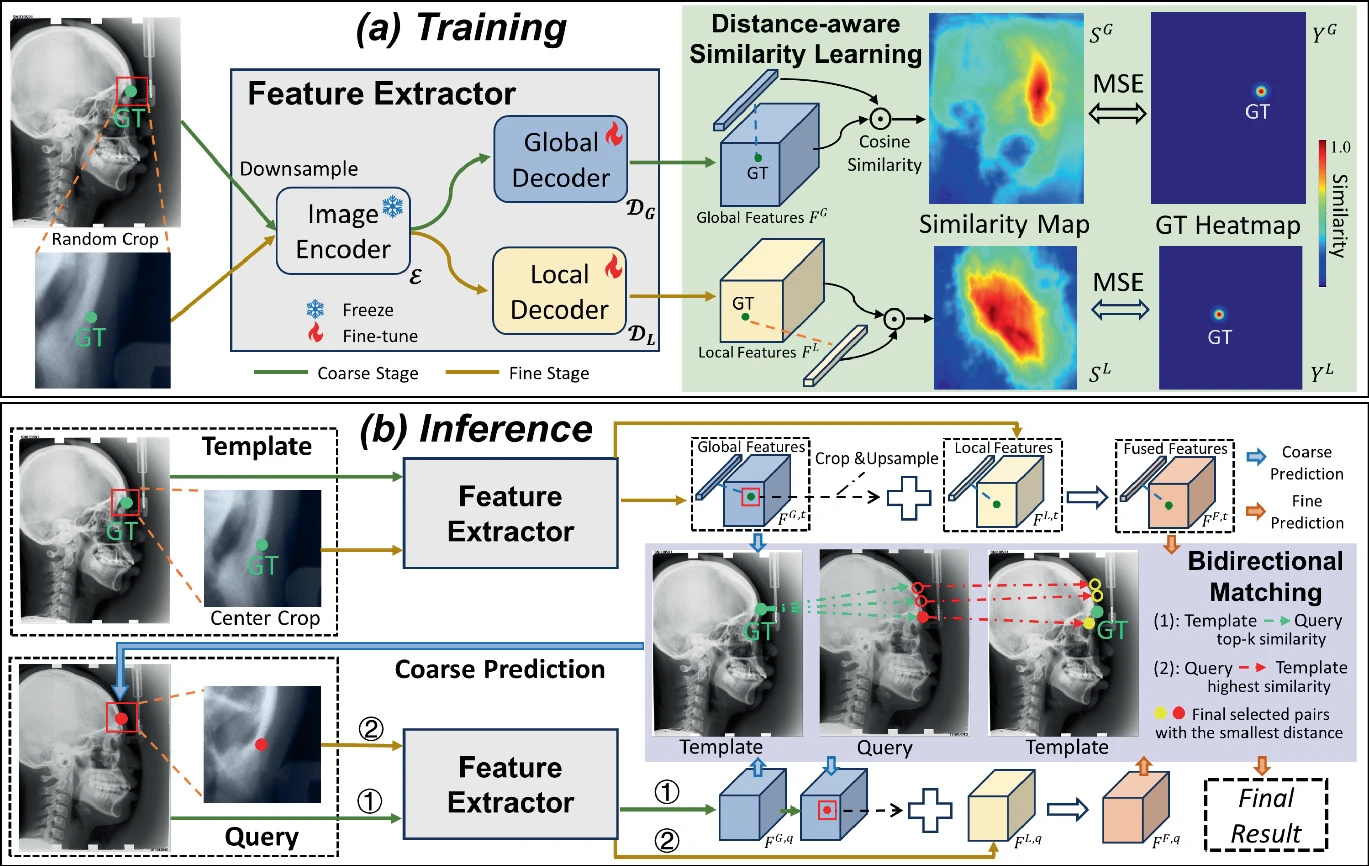 (a) Training
GT
Random Crop
GT
Downsample
Feature Extractor
Image
Encoder
ℰ
Global
Decoder
𝓓G
Local
Decoder
𝓓L
Freeze
Fine-tune
Coarse Stage
Fine Stage
Distance-aware
Similarity Learning
GT
Global Features F^G
Cosine
Similarity
GT
Local Features F^L
S^G
MSE
Y^G
GT
Similarity Map
GT Heatmap
MSE
GT
S^L
Y^L
1.0
Similarity
(b) Inference
Template
GT
GT
Center Crop
Feature
Extractor
Global Features
F^G,t
Crop &Upsample
Local Features
F^L,t
Fused Features
F^F,t
Coarse
Prediction
Fine
Prediction
GT
GT
Template
Query
Template
Bidirectional
Matching
(1): Template Query
top-k similarity
(2): Query Template
highest similarity
Final selected pairs
with the smallest distance
Coarse Prediction
Query
②
①
Feature
Extractor
①
②
F^G,q
F^L,q
F^F,q
Final
Result